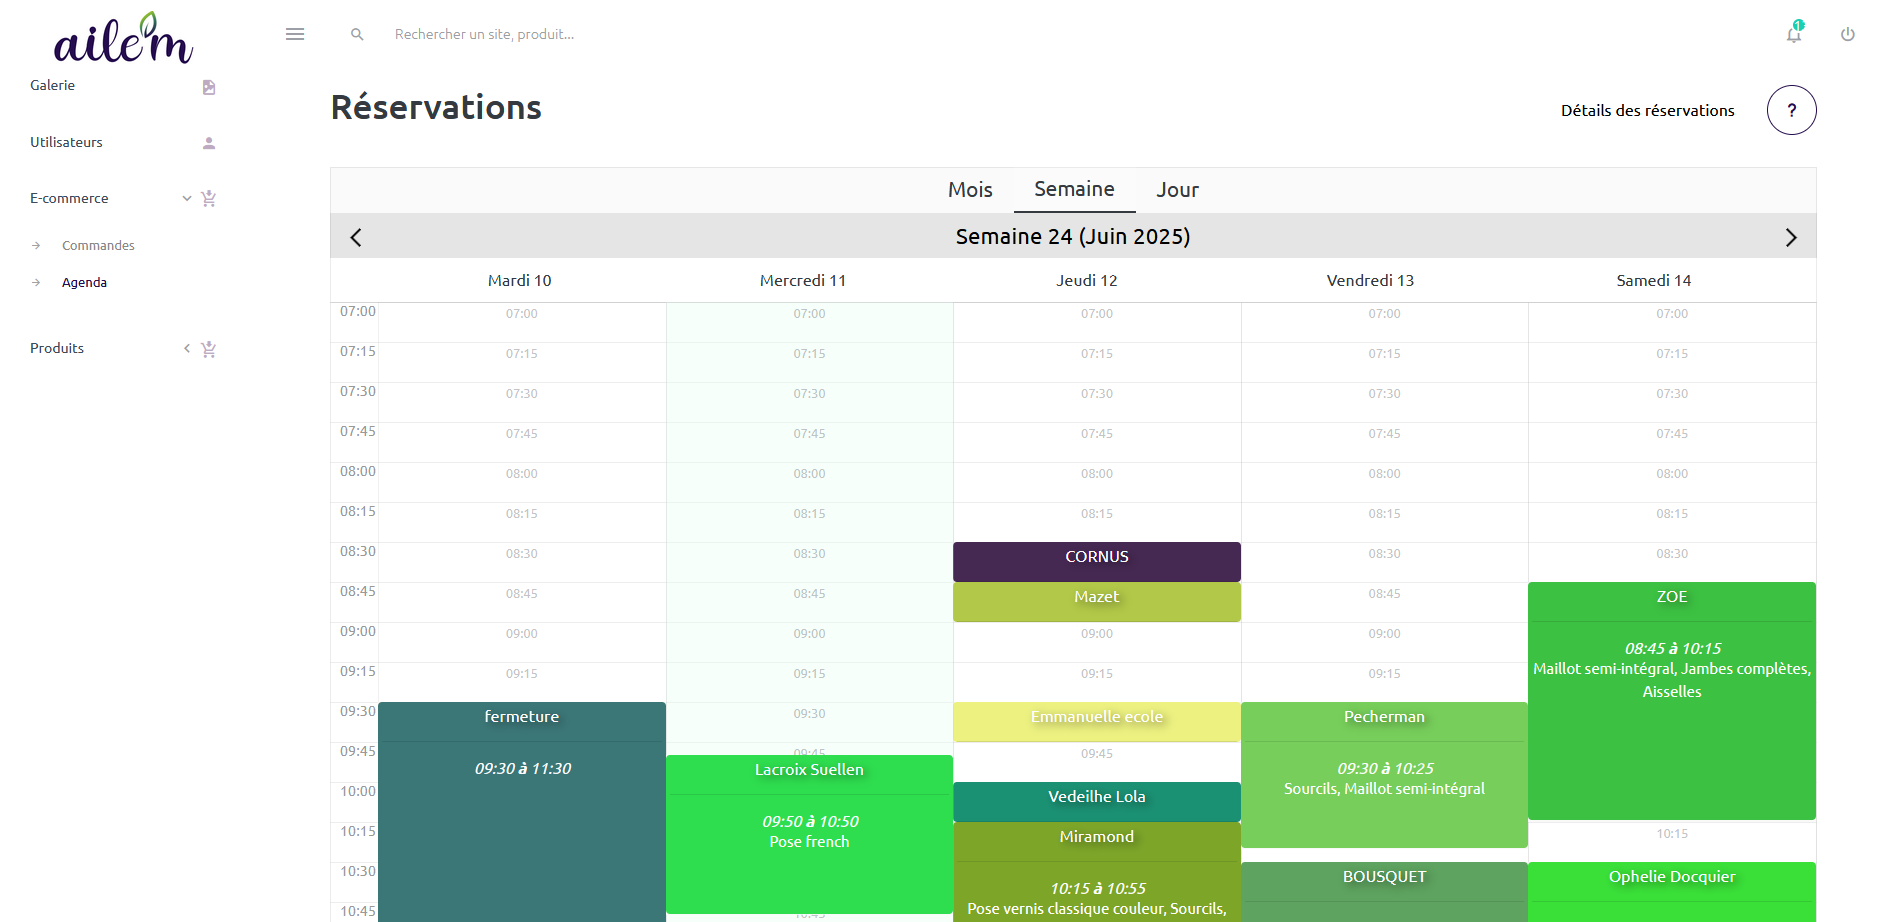 aile'm
Rechercher un site, produit...
1
Galerie
Utilisateurs
E-commerce
Commandes
Agenda
Produits
Réservations
Détails des réservations
?
Mois Semaine Jour
Semaine 24 (Juin 2025)
Mardi 10 Mercredi 11 Jeudi 12 Vendredi 13 Samedi 14
07:00 07:00 07:00 07:00 07:00 07:00
07:15 07:15 07:15 07:15 07:15 07:15
07:30 07:30 07:30 07:30 07:30 07:30
07:45 07:45 07:45 07:45 07:45 07:45
08:00 08:00 08:00 08:00 08:00 08:00
08:15 08:15 08:15 08:15 08:15 08:15
08:30 08:30 08:30 CORNUS 08:30 08:30
08:45 08:45 08:45 Mazet 08:45 ZOE
09:00 09:00 09:00 09:00 09:00
08:45 à 10:15
Maillot semi-intégral, Jambes complètes,
Aisselles
09:15 09:15 09:15 09:15 09:15
09:30 fermeture 09:30 Emmanuelle ecole Pecherman
09:45 09:45 09:45
09:30 à 11:30
Lacroix Suellen
09:30 à 10:25
Sourcils, Maillot semi-intégral
10:00 Vedeilhe Lola
09:50 à 10:50
Pose french
10:15 Miramond 10:15
10:30 BOUSQUET Ophelie Docquier
10:15 à 10:55
Pose vernis classique couleur, Sourcils,
10:45 10:45